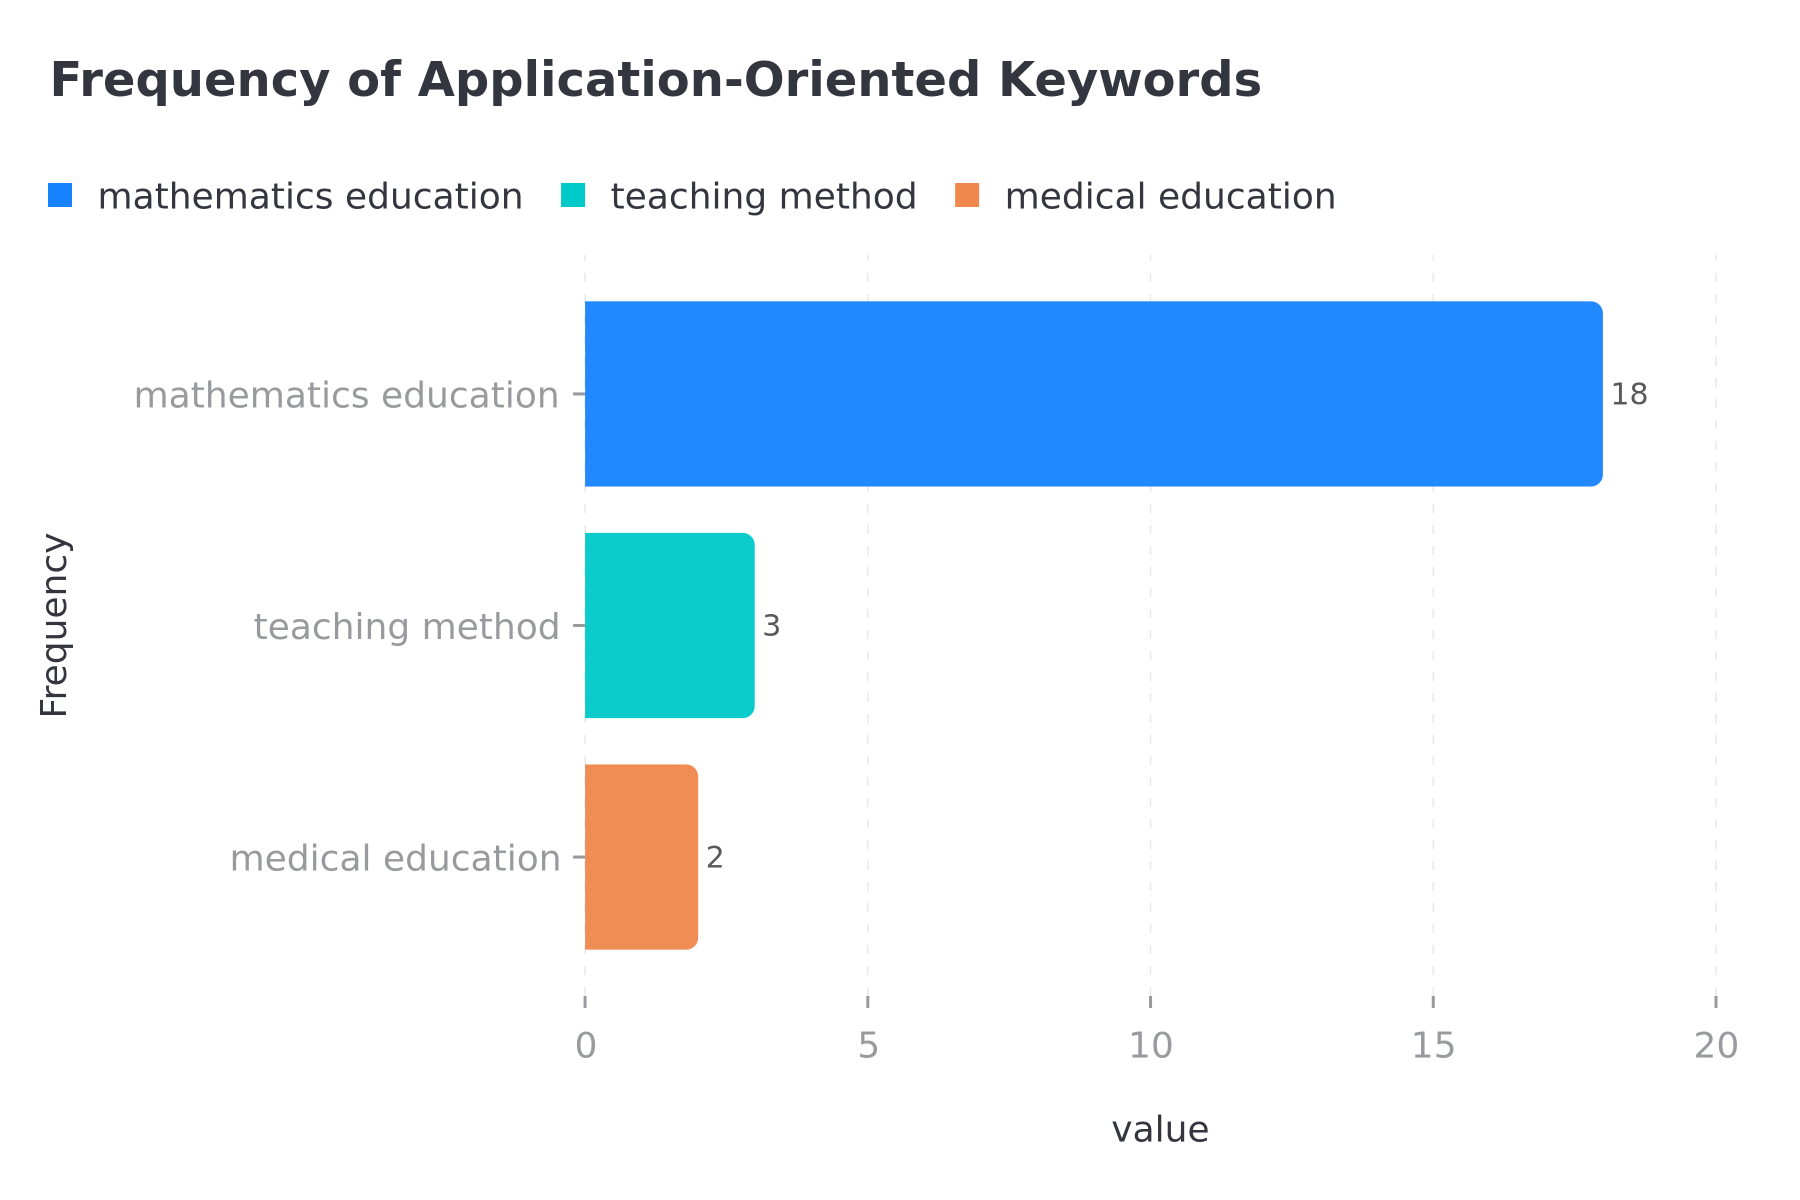 Frequency of Application-Oriented Keywords
mathematics education teaching method medical education
mathematics education 18
teaching method 3
medical education 2
Frequency
0 5 10 15 20
value